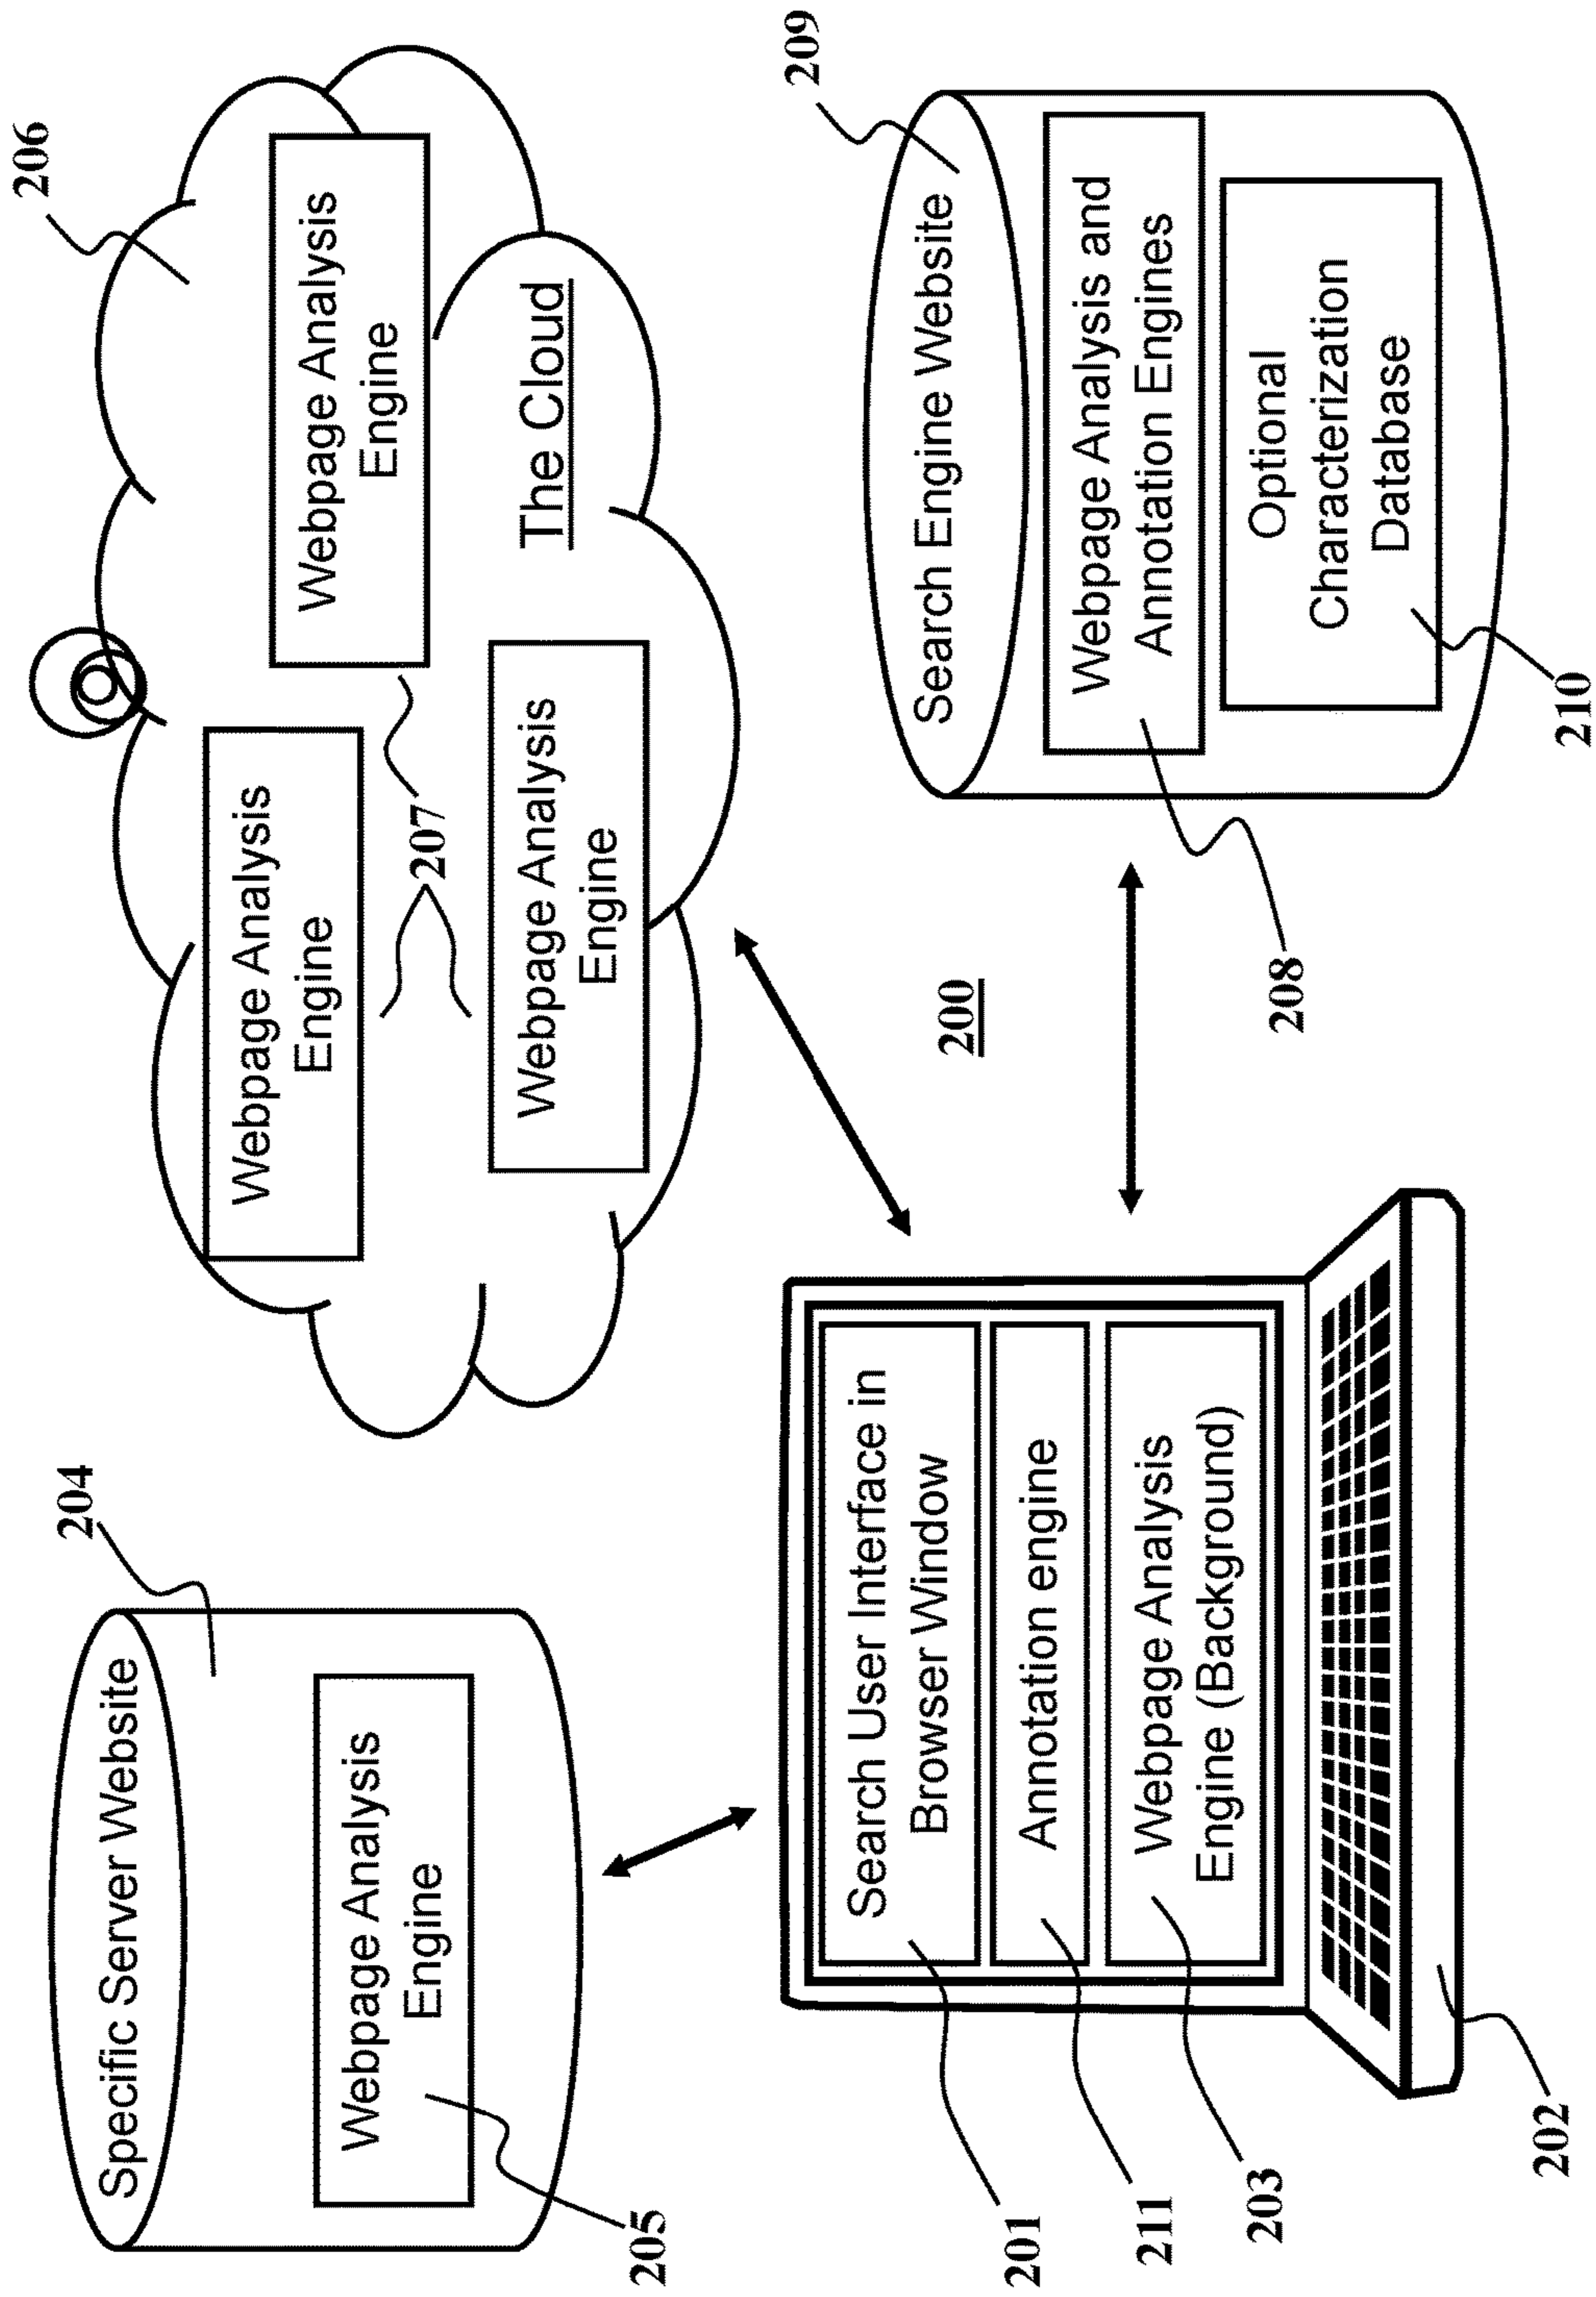 204
Specific Server Website
Webpage Analysis
Engine
205
206
Webpage Analysis
Engine
207
Webpage Analysis
Engine
Webpage Analysis
Engine
The Cloud
200
201
Search User Interface in
Browser Window
211
Annotation engine
203
Webpage Analysis
Engine (Background)
202
209
Search Engine Website
Webpage Analysis and
Annotation Engines
208
Optional
Characterization
Database
210